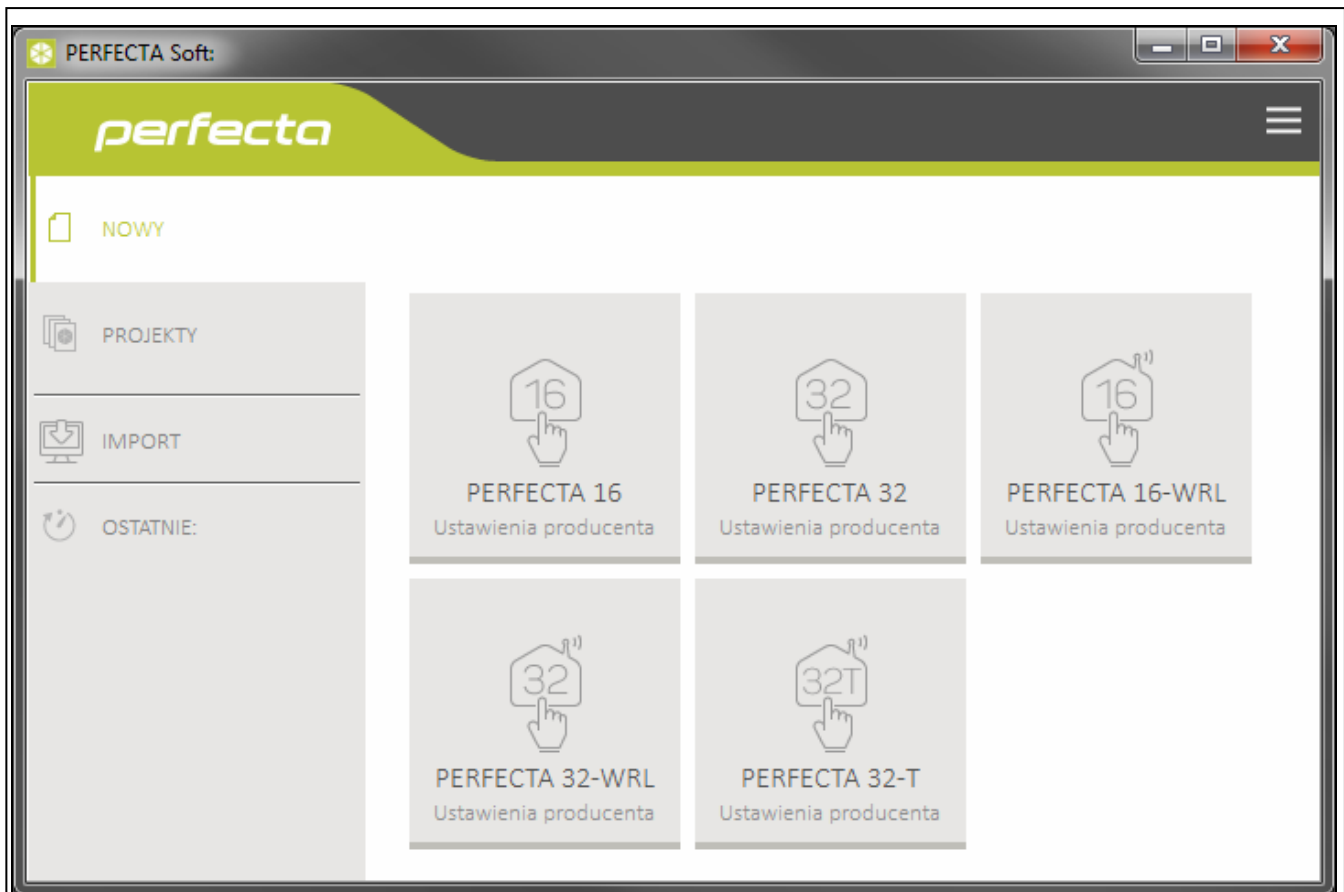 PERFECTA Soft:
perfecta
NOWY
PROJEKTY
IMPORT
OSTATNIE:
16
PERFECTA 16
Ustawienia producenta
32
PERFECTA 32
Ustawienia producenta
16
PERFECTA 16-WRL
Ustawienia producenta
32
PERFECTA 32-WRL
Ustawienia producenta
32T
PERFECTA 32-T
Ustawienia producenta